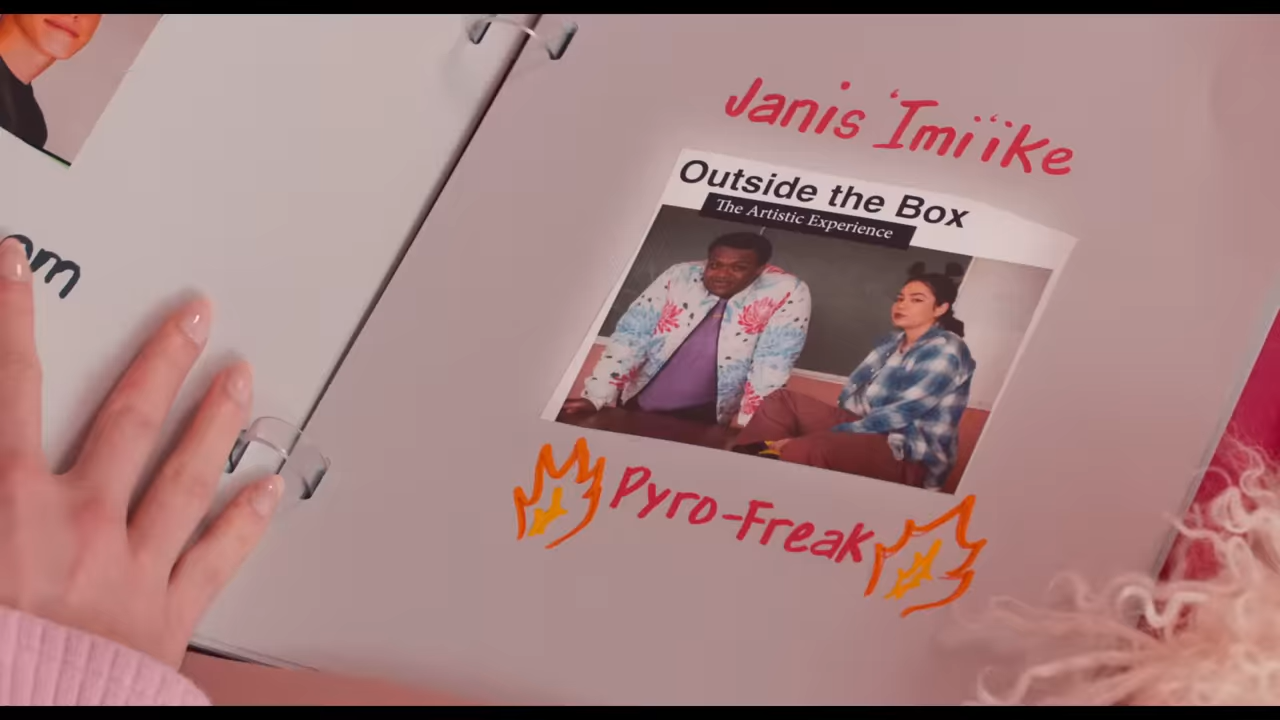 Janis 'Imi'ike
Outside the Box
The Artistic Experience
Pyro-Freak